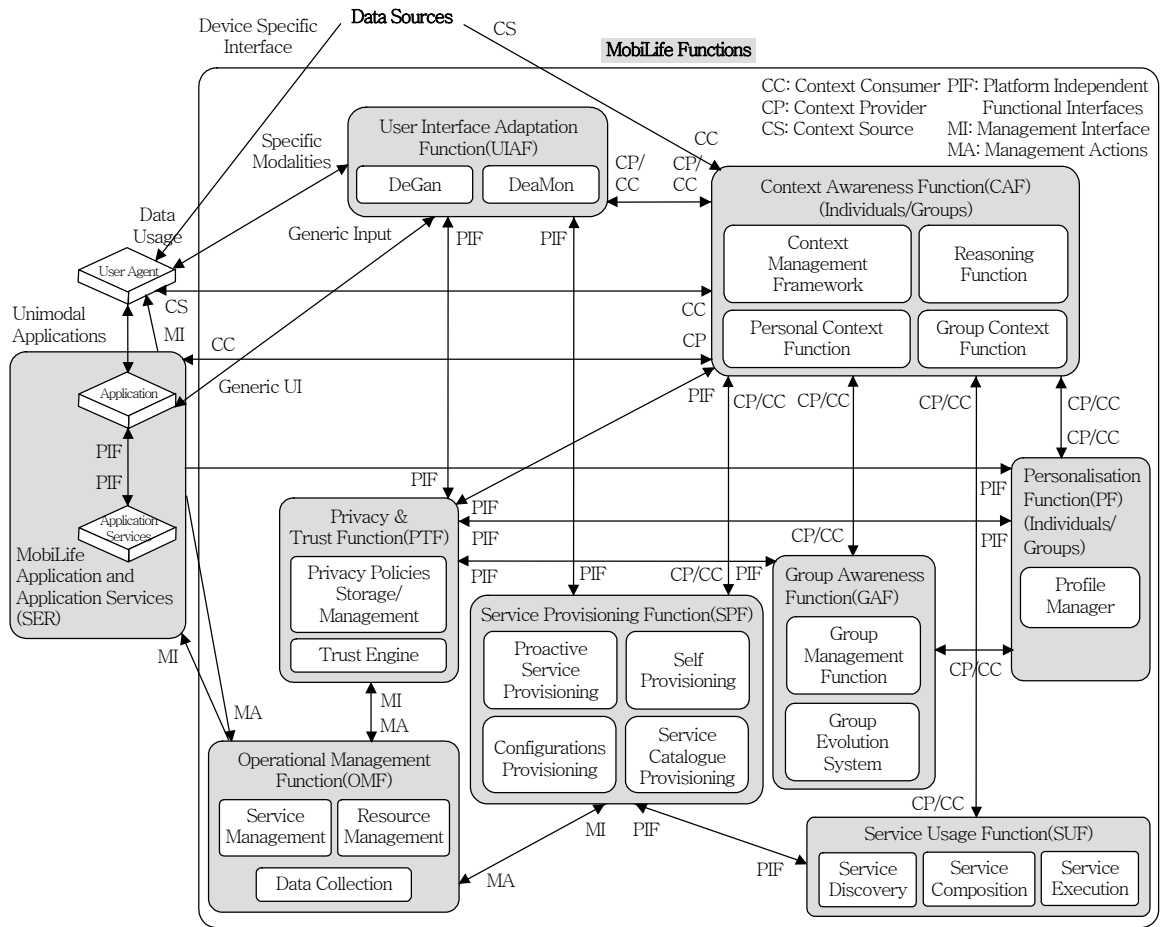 Data Sources
Device Specific
Interface
CS
MobiLife Functions
CC: Context Consumer
CP: Context Provider
CS: Context Source
PIF: Platform Independent
Functional Interfaces
MI: Management Interface
MA: Management Actions
User Interface Adaptation
Function(UIAF)
DeGan
DeaMon
Specific
Modalities
CP/
CC
CP/
CC
CC
Context Awareness Function(CAF)
(Individuals/Groups)
Context
Management
Framework
Reasoning
Function
Personal Context
Function
Group Context
Function
Data
Usage
Generic Input
PIF
PIF
User Agent
CS
CC
Unimodal
Applications
MI
CC
CP
Application
Generic UI
PIF
CP/CC
CP/CC
CP/CC
CP/CC
CP/CC
PIF
PIF
Application
Services
MobiLife
Application and
Application Services
(SER)
PIF
PIF
PIF
PIF
PIF
PIF
Personalisation
Function(PF)
(Individuals/
Groups)
Profile
Manager
Privacy &
Trust Function(PTF)
Privacy Policies
Storage/
Management
Trust Engine
PIF
PIF
CP/CC
PIF
CP/CC
Service Provisioning Function(SPF)
Proactive
Service
Provisioning
Self
Provisioning
Configurations
Provisioning
Service
Catalogue
Provisioning
Group Awareness
Function(GAF)
Group
Management
Function
Group
Evolution
System
CP/CC
MI
MA
MI
MA
Operational Management
Function(OMF)
Service
Management
Resource
Management
Data Collection
MI
MA
PIF
PIF
CP/CC
Service Usage Function(SUF)
Service
Discovery
Service
Composition
Service
Execution